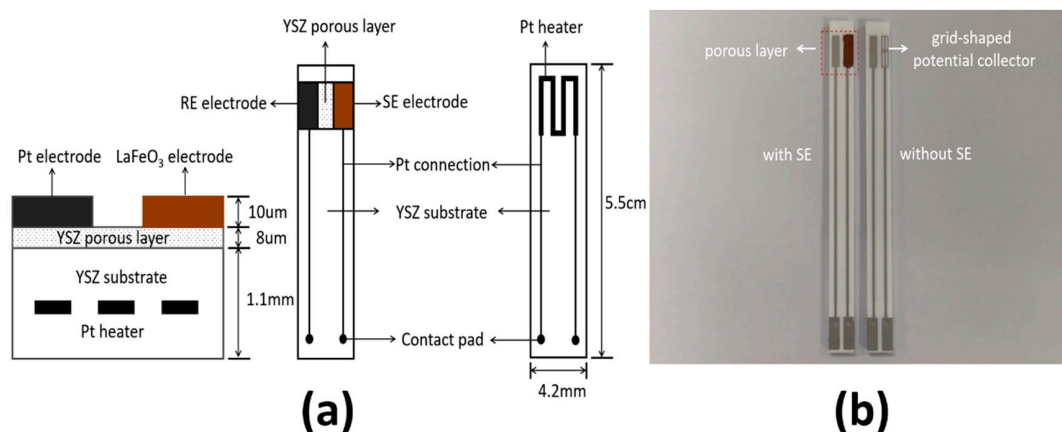 YSZ porous layer
Pt heater
RE electrode
SE electrode
Pt electrode
LaFeO₃ electrode
Pt connection
10um
YSZ porous layer
8um
YSZ substrate
5.5cm
YSZ substrate
1.1mm
Pt heater
Contact pad
4.2mm
(a)
porous layer
grid-shaped
potential collector
with SE
without SE
(b)